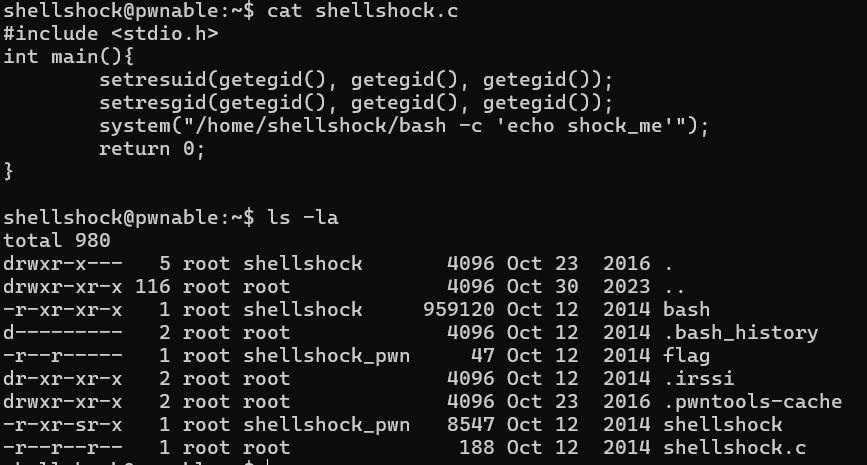 shellshock@pwnable:~$ cat shellshock.c
#include <stdio.h>
int main(){
        setresuid(getegid(), getegid(), getegid());
        setresgid(getegid(), getegid(), getegid());
        system("/home/shellshock/bash -c 'echo shock_me'");
        return 0;
}

shellshock@pwnable:~$ ls -la
total 980
drwxr-x---   5 root shellshock       4096 Oct 23  2016 .
drwxr-xr-x 116 root root             4096 Oct 30  2023 ..
-r-xr-xr-x   1 root shellshock     959120 Oct 12  2014 bash
d---------   2 root root             4096 Oct 12  2014 .bash_history
-r--r-----   1 root shellshock_pwn     47 Oct 12  2014 flag
dr-xr-xr-x   2 root root             4096 Oct 12  2014 .irssi
drwxr-xr-x   2 root root             4096 Oct 23  2016 .pwntools-cache
-r-xr-sr-x   1 root shellshock_pwn   8547 Oct 12  2014 shellshock
-r--r--r--   1 root root              188 Oct 12  2014 shellshock.c